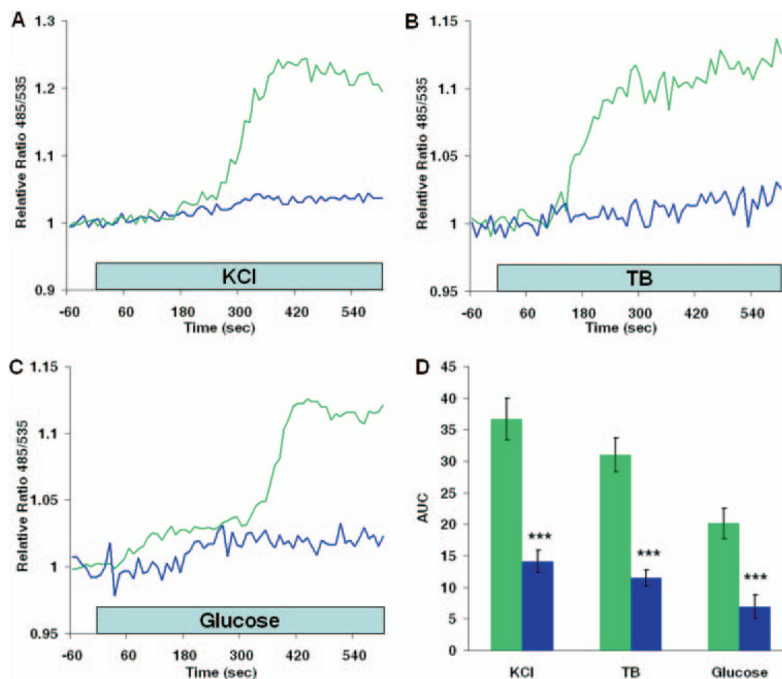 A
Relative Ratio 485/535
1.3
1.2
1.1
1
0.9
KCl
-60 60 180 300 420 540
Time (sec)
B
Relative Ratio 485/535
1.15
1.1
1.05
1
0.95
TB
-60 60 180 300 420 540
Time (sec)
C
Relative Ratio 485/535
1.15
1.1
1.05
1
0.95
Glucose
-60 60 180 300 420 540
Time (sec)
D
AUC
45
40
35
30
25
20
15
10
5
0
***
***
***
KCl TB Glucose